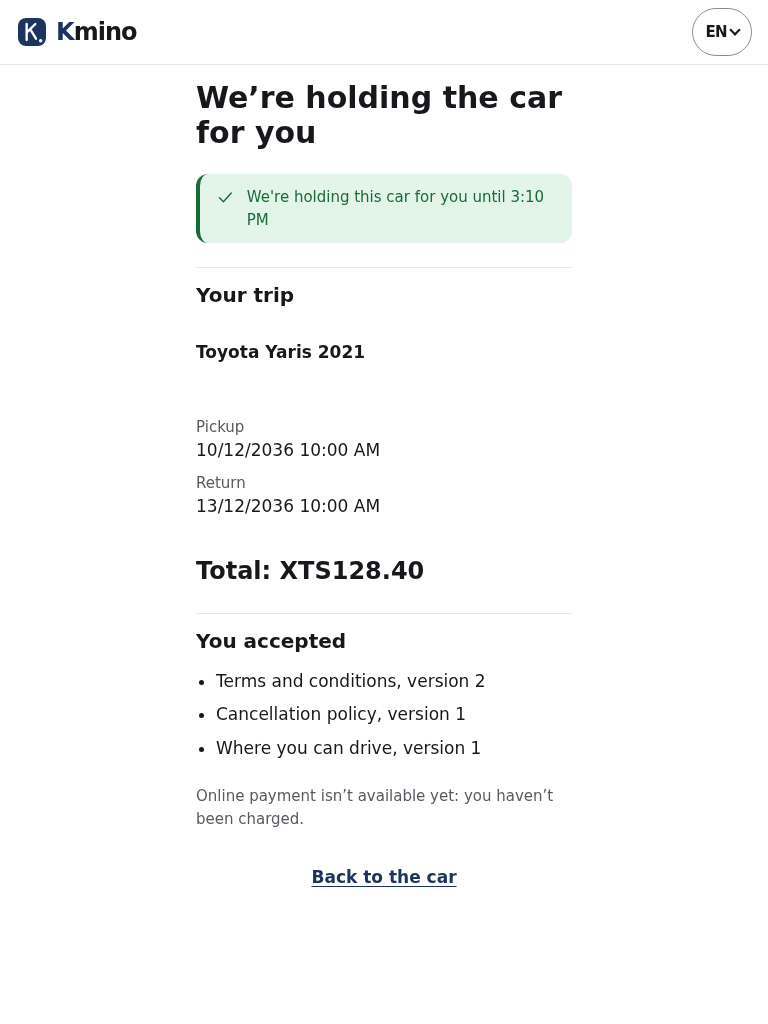 K. Kmino
EN
We’re holding the car
for you
We're holding this car for you until 3:10
PM
Your trip
Toyota Yaris 2021
Pickup
10/12/2036 10:00 AM
Return
13/12/2036 10:00 AM
Total: XTS128.40
You accepted
• Terms and conditions, version 2
• Cancellation policy, version 1
• Where you can drive, version 1
Online payment isn’t available yet: you haven’t
been charged.
Back to the car